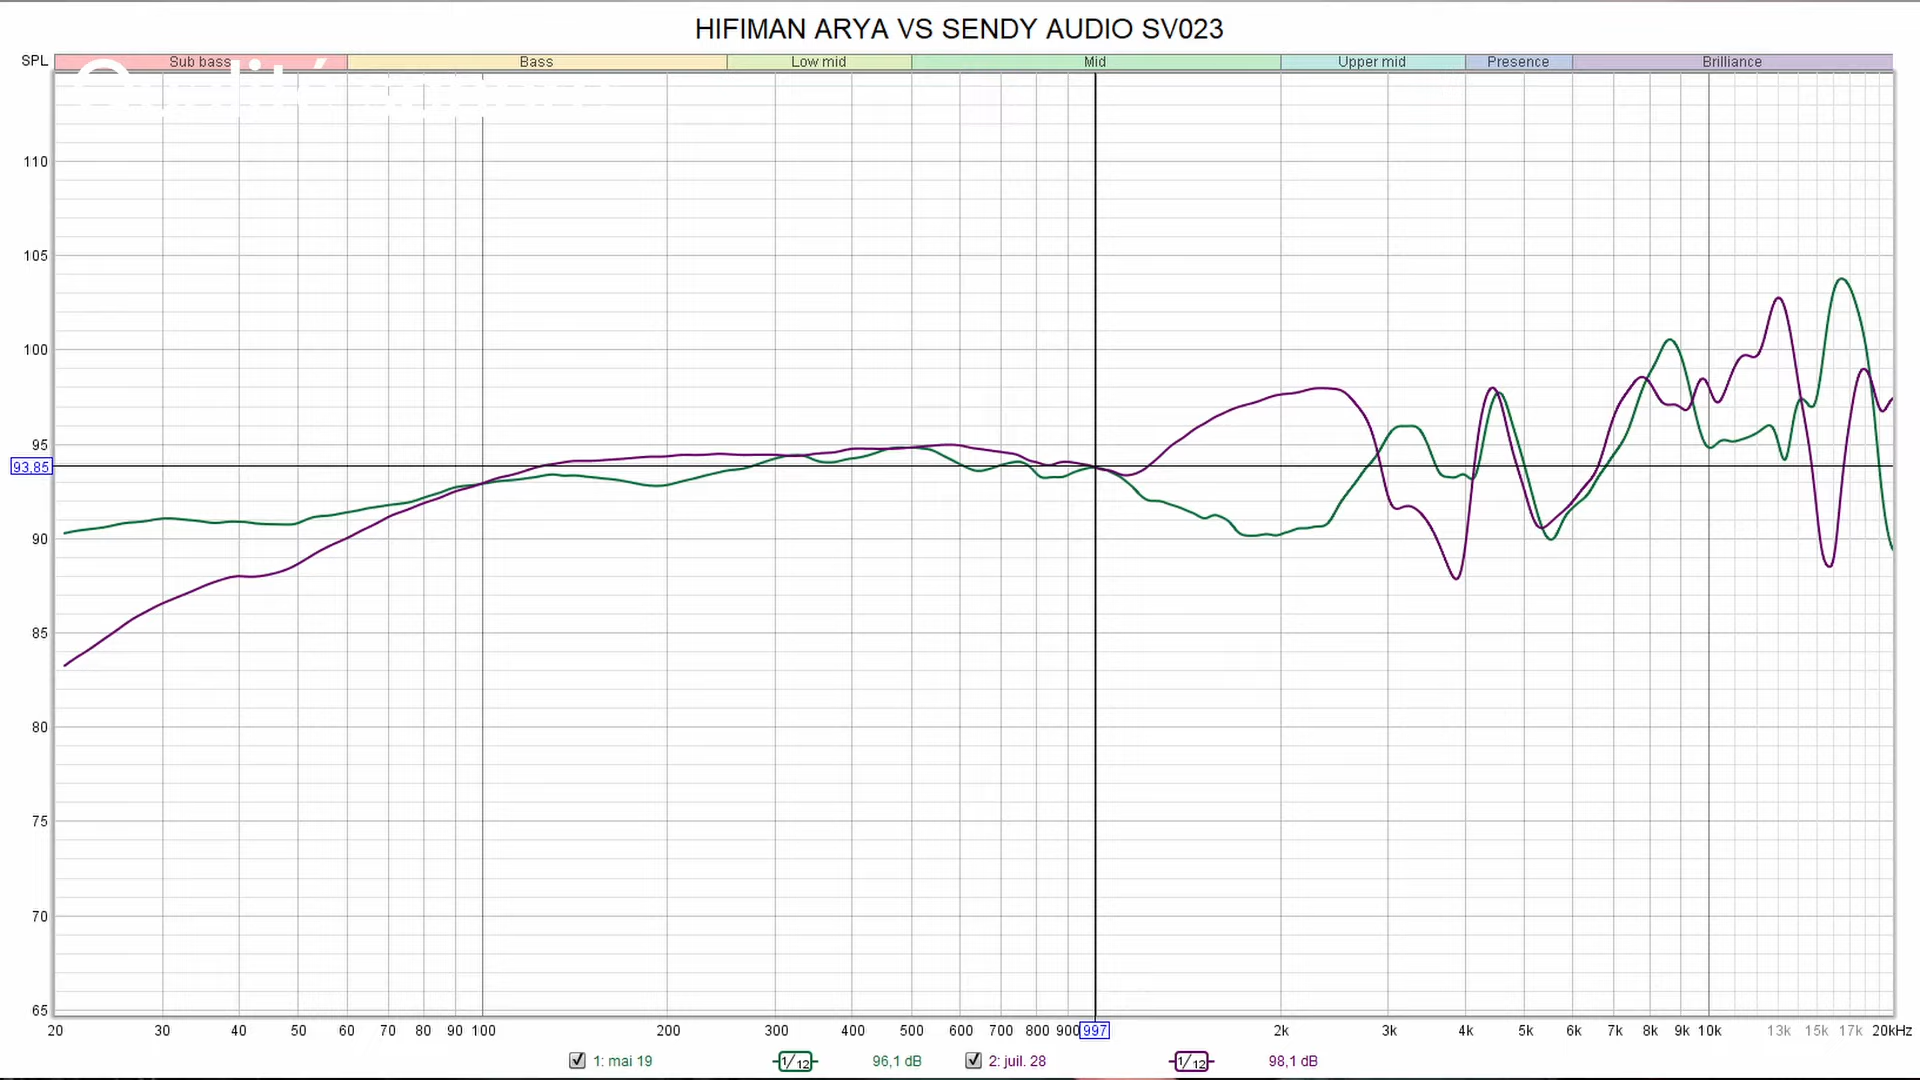 HIFIMAN ARYA VS SENDY AUDIO SV023
SPL Sub bass Bass Low mid Mid Upper mid Presence Brilliance
110
105
100
95
93,85
90
85
80
75
70
65
20 30 40 50 60 70 80 90 100 200 300 400 500 600 700 800 900 997 2k 3k 4k 5k 6k 7k 8k 9k 10k 13k 15k 17k 20kHz
1: mai 19 1/12 96,1 dB 2: juil. 28 1/12 98,1 dB